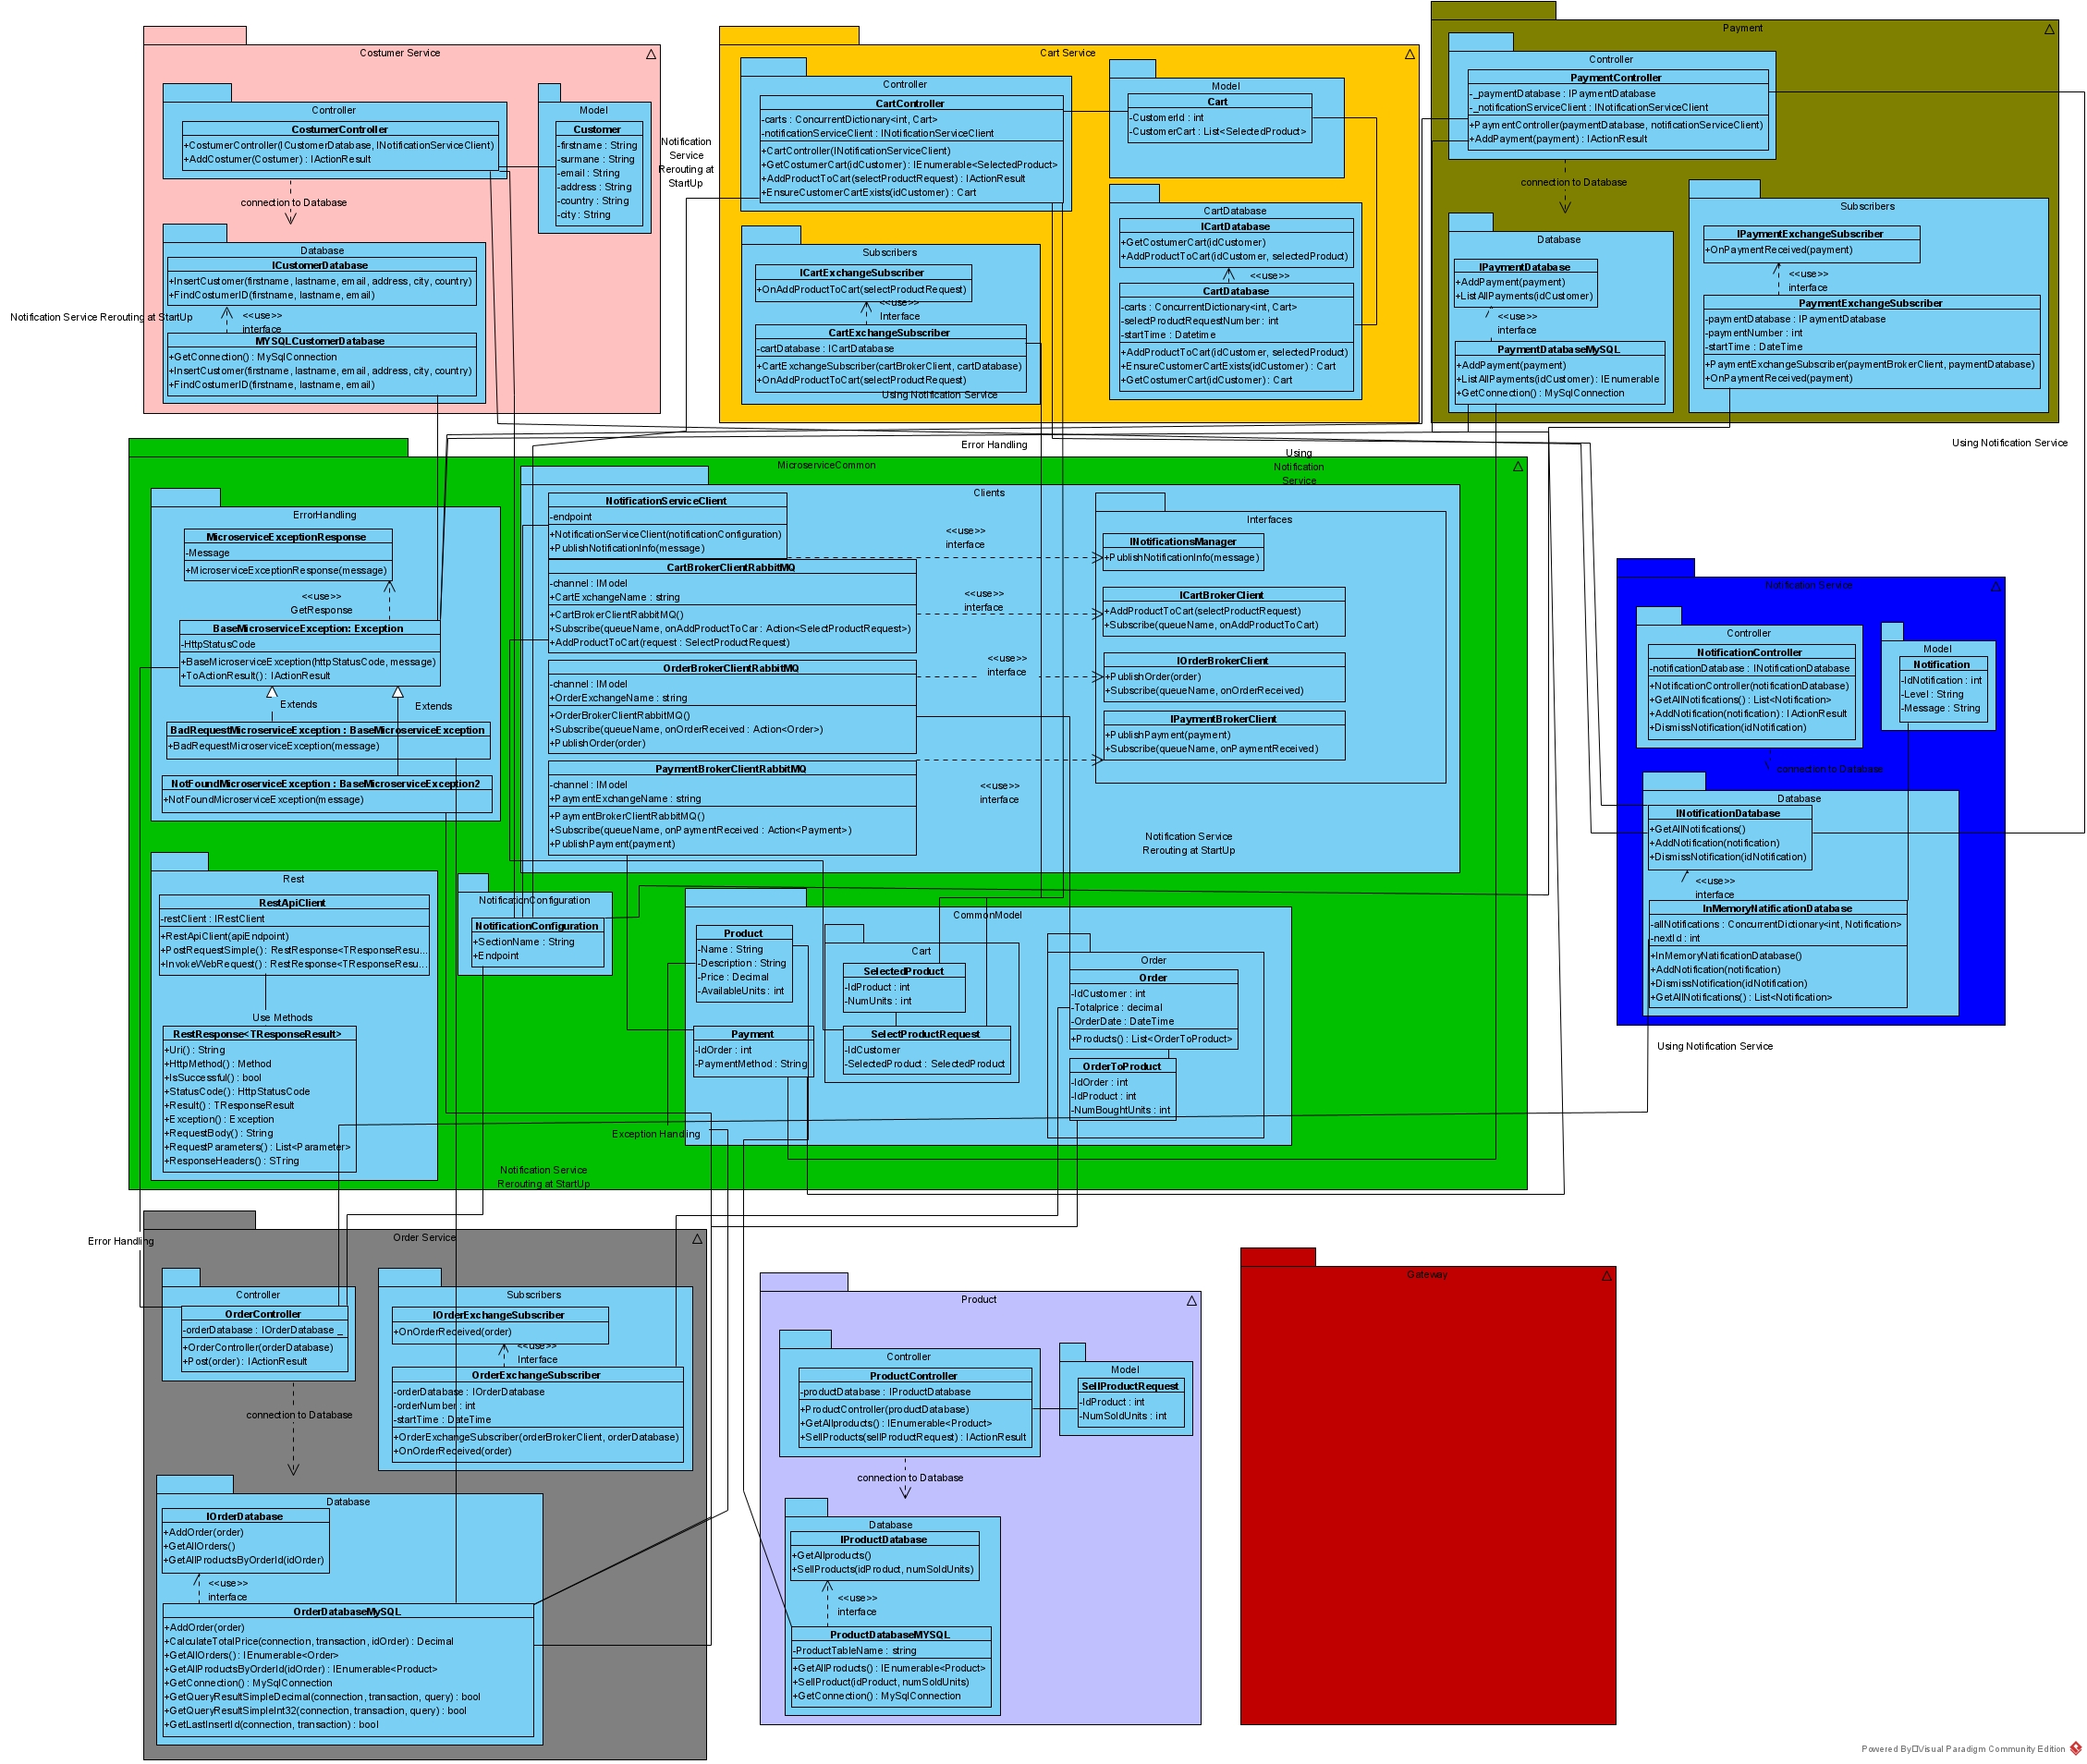 Costumer Service
Controller
CostumerController
+CostumerController(ICustomerDatabase, INotificationServiceClient)
+AddCostumer(Costumer) : IActionResult
Model
Customer
-firstname : String
-surmane : String
-email : String
-address : String
-country : String
-city : String
connection to Database
Database
ICustomerDatabase
+InsertCustomer(firstname, lastname, email, address, city, country)
+FindCostumerID(firstname, lastname, email)
<<use>>
interface
MYSQLCustomerDatabase
+GetConnection() : MySqlConnection
+InsertCustomer(firstname, lastname, email, address, city, country)
+FindCostumerID(firstname, lastname, email)
Notification Service Rerouting at StartUp
Notification
Service
Rerouting at
StartUp
Cart Service
Controller
CartController
-carts : ConcurrentDictionary<int, Cart>
-notificationServiceClient : INotificationServiceClient
+CartController(INotificationServiceClient)
+GetCostumerCart(idCustomer) : IEnumerable<SelectedProduct>
+AddProductToCart(selectProductRequest) : IActionResult
+EnsureCustomerCartExists(idCustomer) : Cart
Model
Cart
-CustomerId : int
-CustomerCart : List<SelectedProduct>
Subscribers
ICartExchangeSubscriber
+OnAddProductToCart(selectProductRequest)
<<use>>
Interface
CartExchangeSubscriber
-cartDatabase : ICartDatabase
+CartExchangeSubscriber(cartBrokerClient, cartDatabase)
+OnAddProductToCart(selectProductRequest)
Using Notification Service
CartDatabase
ICartDatabase
+GetCostumerCart(idCustomer)
+AddProductToCart(idCustomer, selectedProduct)
<<use>>
CartDatabase
-carts : ConcurrentDictionary<int, Cart>
-selectProductRequestNumber : int
-startTime : Datetime
+AddProductToCart(idCustomer, selectedProduct)
+EnsureCustomerCartExists(idCustomer) : Cart
+GetCostumerCart(idCustomer) : Cart
Payment
Controller
PaymentController
-_paymentDatabase : IPaymentDatabase
-_notificationServiceClient : INotificationServiceClient
+PaymentController(paymentDatabase, notificationServiceClient)
+AddPayment(payment) : IActionResult
connection to Database
Database
IPaymentDatabase
+AddPayment(payment)
+ListAllPayments(idCustomer)
<<use>>
interface
PaymentDatabaseMySQL
+AddPayment(payment)
+ListAllPayments(idCustomer) : IEnumerable
+GetConnection() : MySqlConnection
Subscribers
IPaymentExchangeSubscriber
+OnPaymentReceived(payment)
<<use>>
interface
PaymentExchangeSubscriber
-paymentDatabase : IPaymentDatabase
-paymentNumber : int
-startTime : DateTime
+PaymentExchangeSubscriber(paymentBrokerClient, paymentDatabase)
+OnPaymentReceived(payment)
Using Notification Service
Error Handling
Using
Notification
Service
MicroserviceCommon
ErrorHandling
MicroserviceExceptionResponse
-Message
+MicroserviceExceptionResponse(message)
<<use>>
GetResponse
BaseMicroserviceException: Exception
-HttpStatusCode
+BaseMicroserviceException(httpStatusCode, message)
+ToActionResult() : IActionResult
Extends
Extends
BadRequestMicroserviceException : BaseMicroserviceException
+BadRequestMicroserviceException(message)
NotFoundMicroserviceException : BaseMicroserviceException2
+NotFoundMicroserviceException(message)
Clients
NotificationServiceClient
-endpoint
+NotificationServiceClient(notificationConfiguration)
+PublishNotificationInfo(message)
CartBrokerClientRabbitMQ
-channel : IModel
+CartExchangeName : string
+CartBrokerClientRabbitMQ()
+Subscribe(queueName, onAddProductToCar : Action<SelectProductRequest>)
+AddProductToCart(request : SelectProductRequest)
OrderBrokerClientRabbitMQ
-channel : IModel
+OrderExchangeName : string
+OrderBrokerClientRabbitMQ()
+Subscribe(queueName, onOrderReceived : Action<Order>)
+PublishOrder(order)
PaymentBrokerClientRabbitMQ
-channel : IModel
+PaymentExchangeName : string
+PaymentBrokerClientRabbitMQ()
+Subscribe(queueName, onPaymentReceived : Action<Payment>)
+PublishPayment(payment)
<<use>>
interface
<<use>>
interface
<<use>>
interface
<<use>>
interface
Interfaces
INotificationsManager
+PublishNotificationInfo(message)
ICartBrokerClient
+AddProductToCart(selectProductRequest)
+Subscribe(queueName, onAddProductToCart)
IOrderBrokerClient
+PublishOrder(order)
+Subscribe(queueName, onOrderReceived)
IPaymentBrokerClient
+PublishPayment(payment)
+Subscribe(queueName, onPaymentReceived)
Notification Service
Rerouting at StartUp
Rest
RestApiClient
-restClient : IRestClient
+RestApiClient(apiEndpoint)
+PostRequestSimple() : RestResponse<TResponseResu...
+InvokeWebRequest() : RestResponse<TResponseResu...
Use Methods
RestResponse<TResponseResult>
+Uri() : String
+HttpMethod() : Method
+IsSuccessful() : bool
+StatusCode() : HttpStatusCode
+Result() : TResponseResult
+Exception() : Exception
+RequestBody() : String
+RequestParameters() : List<Parameter>
+ResponseHeaders() : STring
NotificationConfiguration
NotificationConfiguration
+SectionName : String
+Endpoint
CommonModel
Product
-Name : String
-Description : String
-Price : Decimal
-AvailableUnits : int
Payment
-IdOrder : int
-PaymentMethod : String
Cart
SelectedProduct
-IdProduct : int
-NumUnits : int
SelectProductRequest
-IdCustomer
-SelectedProduct : SelectedProduct
Order
Order
-IdCustomer : int
-Totalprice : decimal
-OrderDate : DateTime
+Products() : List<OrderToProduct>
OrderToProduct
-IdOrder : int
-IdProduct : int
-NumBoughtUnits : int
Exception Handling
Notification Service
Rerouting at StartUp
Notification Service
Controller
NotificationController
-notificationDatabase : INotificationDatabase
+NotificationController(notificationDatabase)
+GetAllNotifications() : List<Notification>
+AddNotification(notification) : IActionResult
+DismissNotification(idNotification)
Model
Notification
-IdNotification : int
-Level : String
-Message : String
connection to Database
Database
INotificationDatabase
+GetAllNotifications()
+AddNotification(notification)
+DismissNotification(idNotification)
<<use>>
interface
InMemoryNatificationDatabase
-allNotifications : ConcurrentDictionary<int, Notification>
-nextId : int
+InMemoryNatificationDatabase()
+AddNotification(notification)
+DismissNotification(idNotification)
+GetAllNotifications() : List<Notification>
Using Notification Service
Error Handling
Order Service
Controller
OrderController
-orderDatabase : IOrderDatabase _
+OrderController(orderDatabase)
+Post(order) : IActionResult
connection to Database
Subscribers
IOrderExchangeSubscriber
+OnOrderReceived(order)
<<use>>
Interface
OrderExchangeSubscriber
-orderDatabase : IOrderDatabase
-orderNumber : int
-startTime : DateTime
+OrderExchangeSubscriber(orderBrokerClient, orderDatabase)
+OnOrderReceived(order)
Database
IOrderDatabase
+AddOrder(order)
+GetAllOrders()
+GetAllProductsByOrderId(idOrder)
<<use>>
interface
OrderDatabaseMySQL
+AddOrder(order)
+CalculateTotalPrice(connection, transaction, idOrder) : Decimal
+GetAllOrders() : IEnumerable<Order>
+GetAllProductsByOrderId(idOrder) : IEnumerable<Product>
+GetConnection() : MySqlConnection
+GetQueryResultSimpleDecimal(connection, transaction, query) : bool
+GetQueryResultSimpleInt32(connection, transaction, query) : bool
+GetLastInsertId(connection, transaction) : bool
Product
Controller
ProductController
-productDatabase : IProductDatabase
+ProductController(productDatabase)
+GetAllproducts() : IEnumerable<Product>
+SellProducts(sellProductRequest) : IActionResult
Model
SellProductRequest
-IdProduct : int
-NumSoldUnits : int
connection to Database
Database
IProductDatabase
+GetAllproducts()
+SellProducts(idProduct, numSoldUnits)
<<use>>
interface
ProductDatabaseMYSQL
-ProductTableName : string
+GetAllProducts() : IEnumerable<Product>
+SellProduct(idProduct, numSoldUnits)
+GetConnection() : MySqlConnection
Gateway
Powered By Visual Paradigm Community Edition